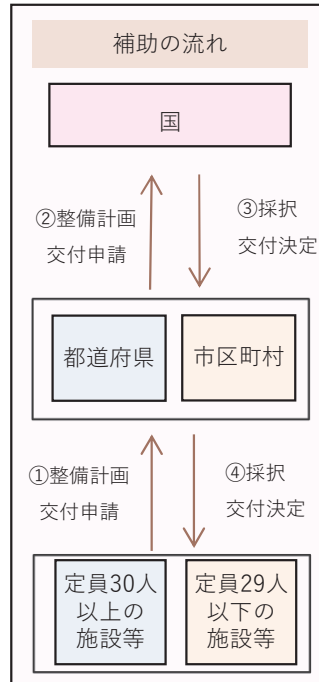 補助の流れ
国
②整備計画
交付申請
③採択
交付決定
都道府県
市区町村
①整備計画
交付申請
④採択
交付決定
定員30人
以上の
施設等
定員29人
以下の
施設等